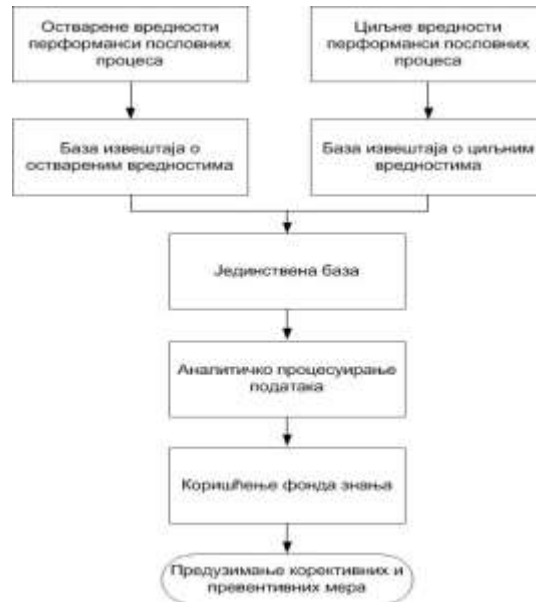 Остварене вредности
перформанси пословних
процеса
Циљне вредности
перформанси пословних
процеса
База извештаја о
оствареним вредностима
База извештаја о циљним
вредностима
Јединствена база
Аналитичко процесуирање
података
Коришћење фонда знања
Предузимање корективних и
превентивних мера